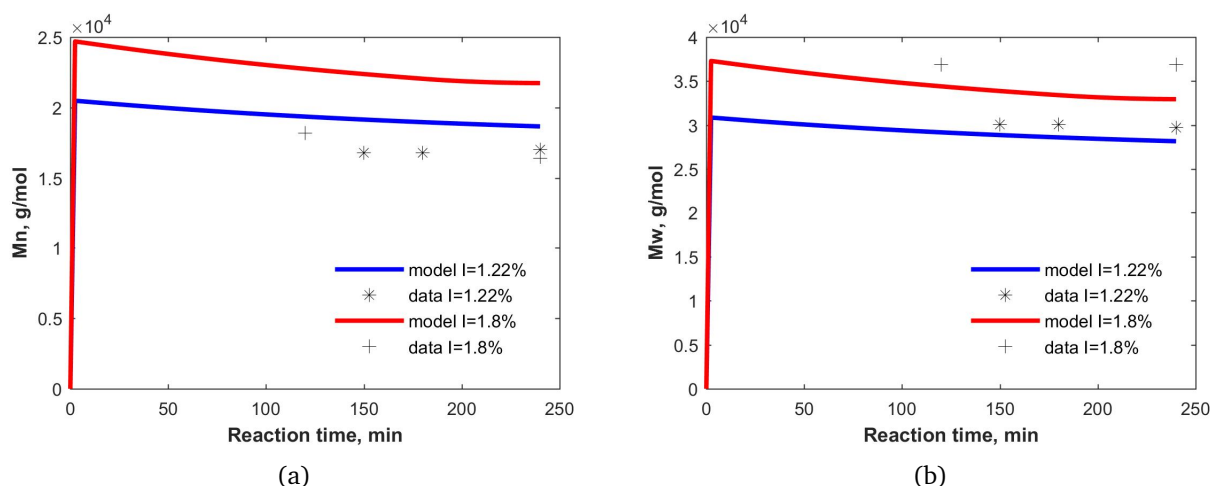 ×10⁴
2.5
2
1.5
1
0.5
0
0 50 100 150 200 250
Mn, g/mol
Reaction time, min
model I=1.22%
data I=1.22%
model I=1.8%
data I=1.8%
(a)
×10⁴
4
3.5
3
2.5
2
1.5
1
0.5
0
0 50 100 150 200 250
Mw, g/mol
Reaction time, min
model I=1.22%
data I=1.22%
model I=1.8%
data I=1.8%
(b)